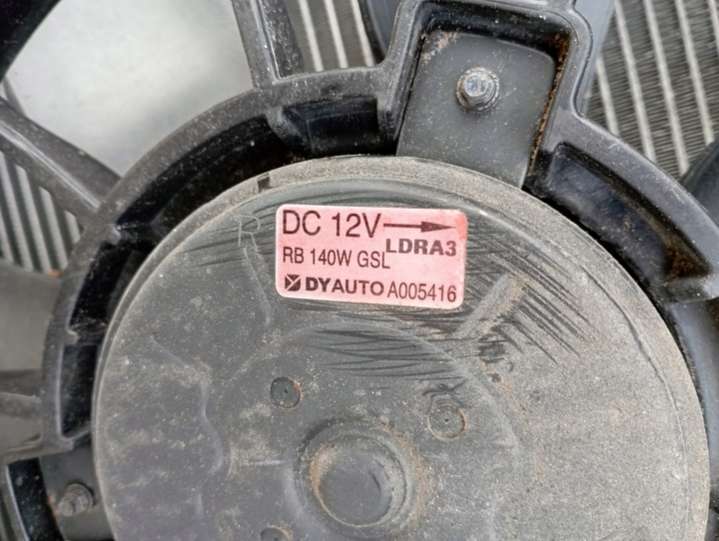 DC 12V
LDRA3
RB 140W GSL
DYAUTO A005416
R